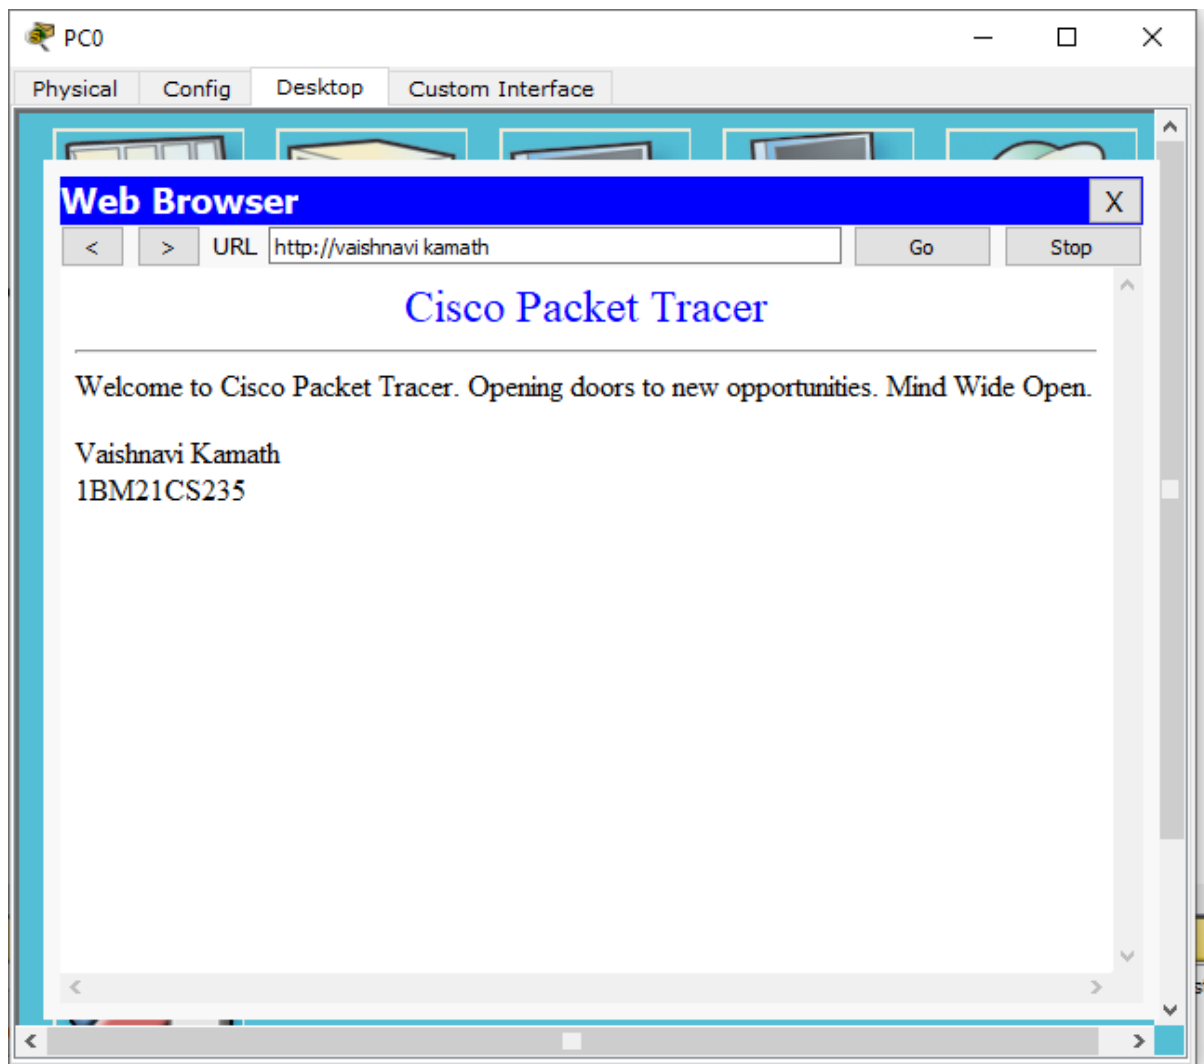 PC0
Physical Config Desktop Custom Interface
Web Browser X
< > URL http://vaishnavi kamath Go Stop
Cisco Packet Tracer
Welcome to Cisco Packet Tracer. Opening doors to new opportunities. Mind Wide Open.
Vaishnavi Kamath
1BM21CS235